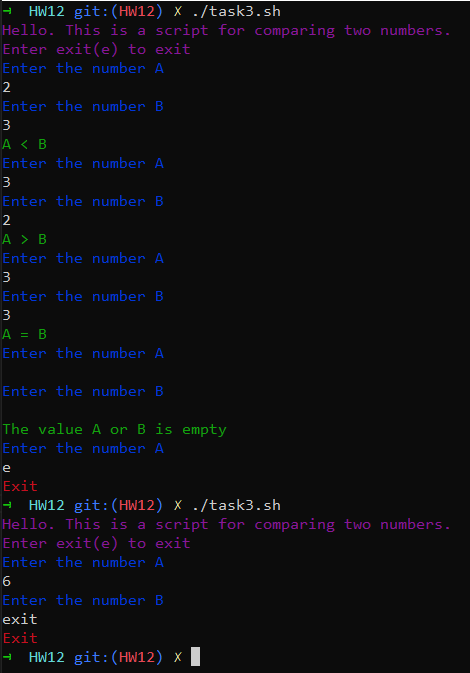 → HW12 git:(HW12) ✗ ./task3.sh
Hello. This is a script for comparing two numbers.
Enter exit(e) to exit
Enter the number A
2
Enter the number B
3
A < B
Enter the number A
3
Enter the number B
2
A > B
Enter the number A
3
Enter the number B
3
A = B
Enter the number A
Enter the number B
The value A or B is empty
Enter the number A
e
Exit
→ HW12 git:(HW12) ✗ ./task3.sh
Hello. This is a script for comparing two numbers.
Enter exit(e) to exit
Enter the number A
6
Enter the number B
exit
Exit
→ HW12 git:(HW12) ✗